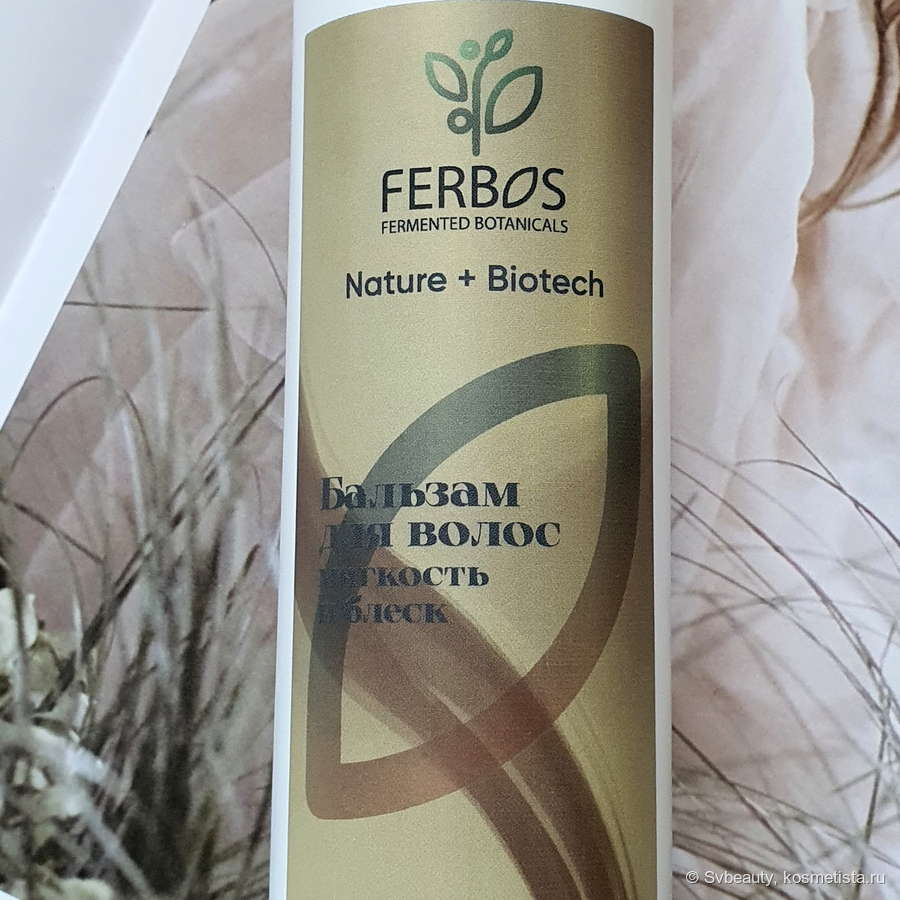 FERBOS
FERMENTED BOTANICALS
Nature + Biotech
Бальзам
для волос
мягкость
и блеск
© Svbeauty, kosmetista.ru